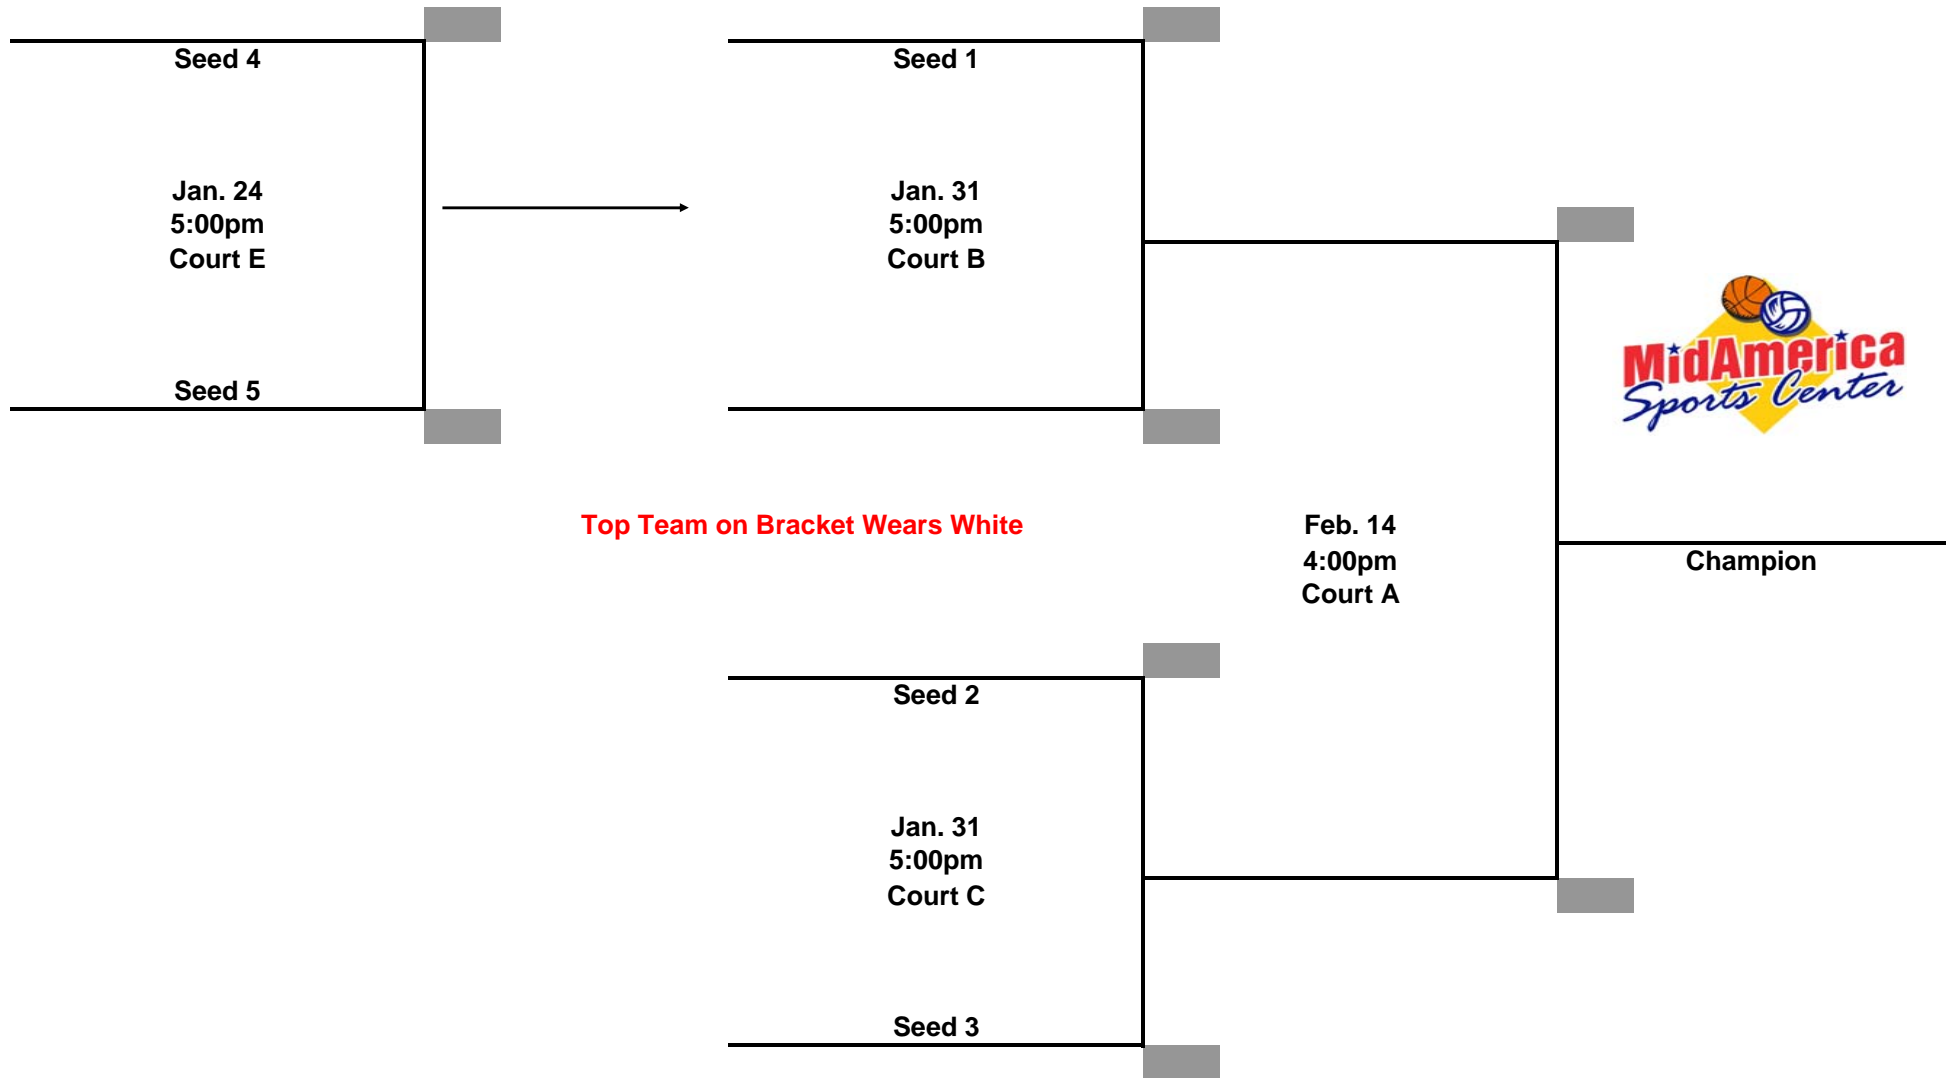 Seed 4
Jan. 24
5:00pm
Court E
Seed 5
Seed 1
Jan. 31
5:00pm
Court B
MidAmerica
Sports Center
Top Team on Bracket Wears White
Feb. 14
4:00pm
Court A
Champion
Seed 2
Jan. 31
5:00pm
Court C
Seed 3